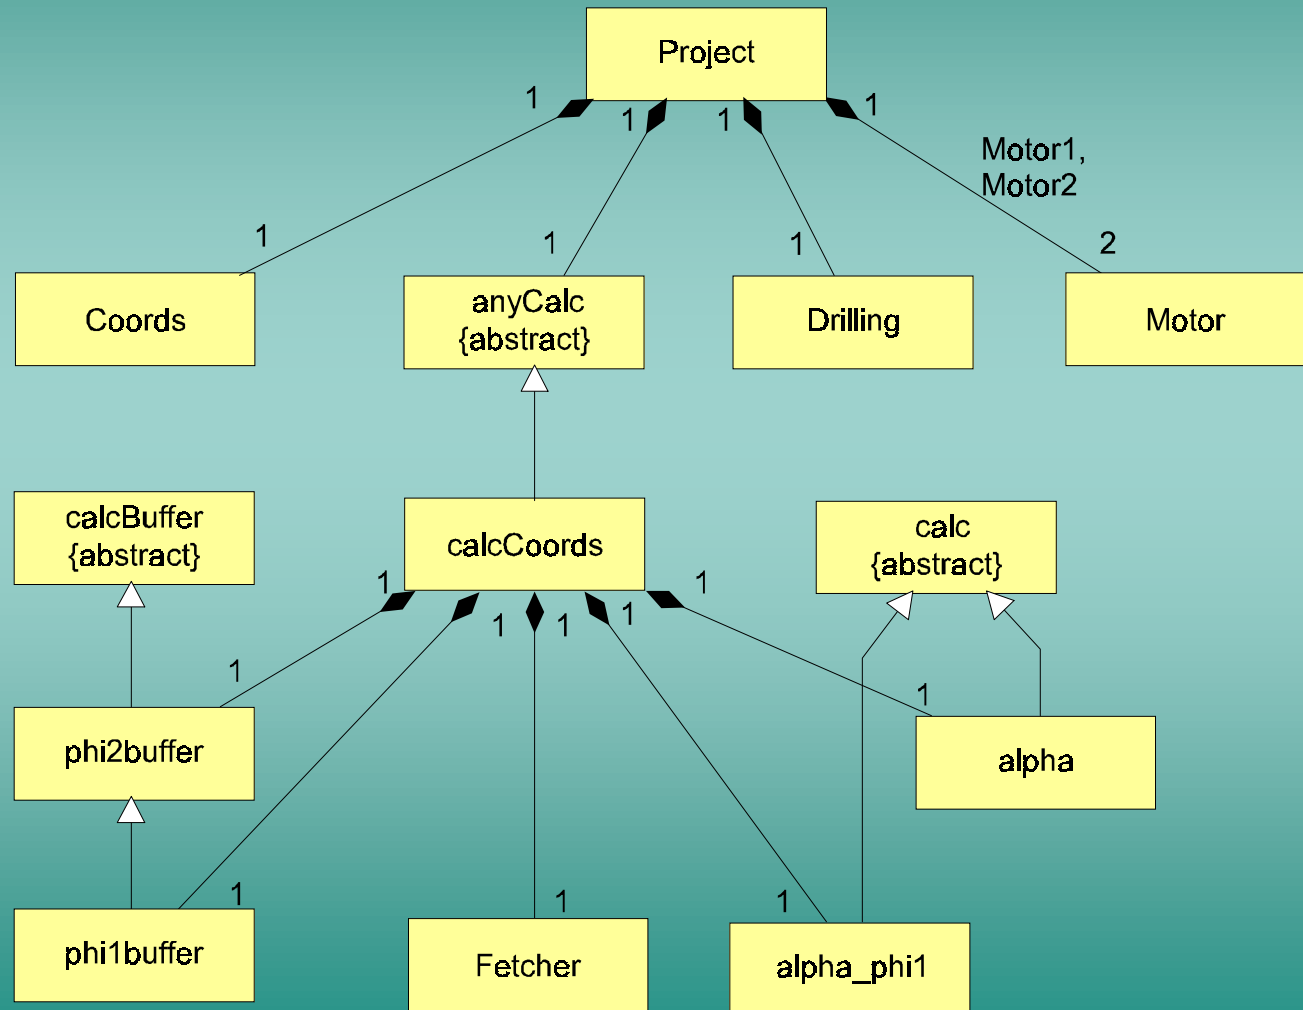 Project
1
1
1
1
Motor1,
Motor2
1
1
1
2
Coords
anyCalc
{abstract}
Drilling
Motor
calcBuffer
{abstract}
calcCoords
calc
{abstract}
1
1
1
1
1
1
1
phi2buffer
alpha
1
1
1
phi1buffer
Fetcher
alpha_phi1